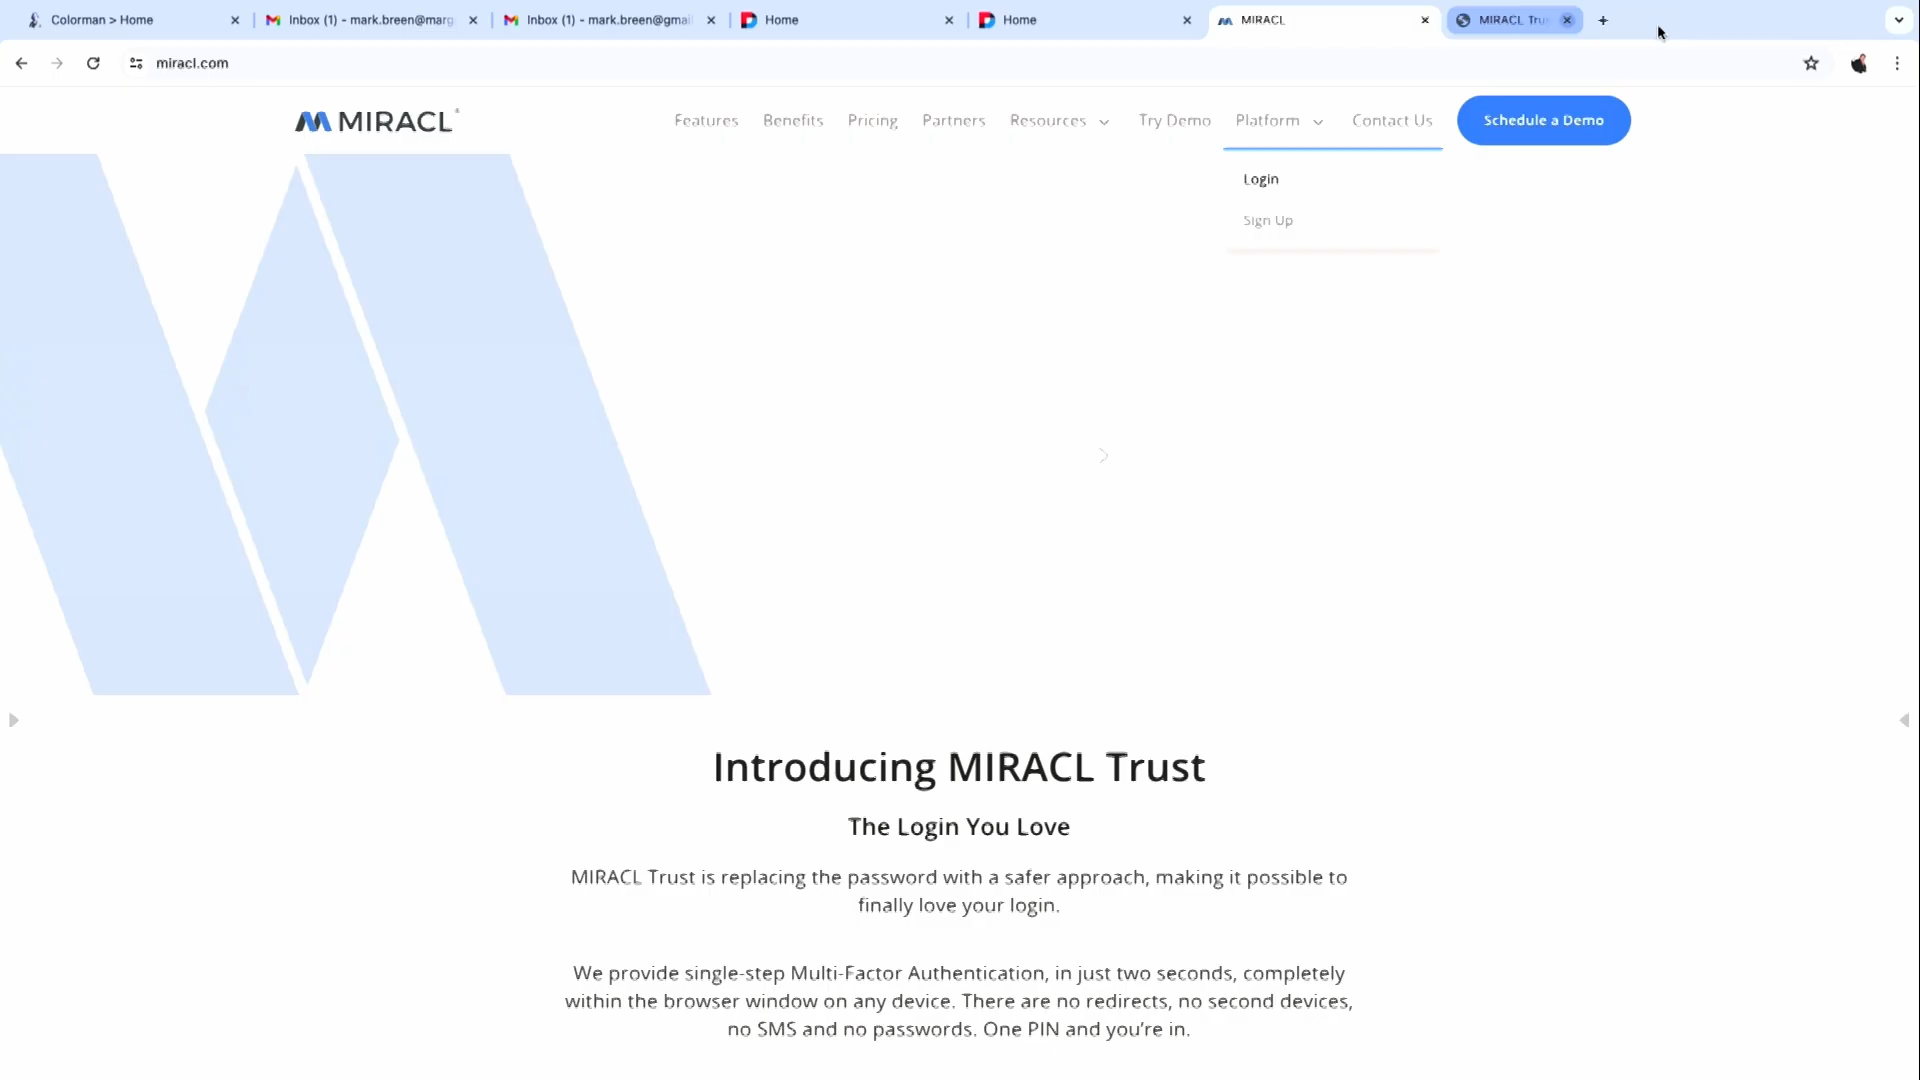 Colorman > Home
Inbox (1) - mark.breen@marg
Inbox (1) - mark.breen@gmai
Home
Home
MIRACL
MIRACL Tru
miracl.com
MIRACL
Features
Benefits
Pricing
Partners
Resources
Try Demo
Platform
Contact Us
Schedule a Demo
Login
Sign Up
Introducing MIRACL Trust
The Login You Love
MIRACL Trust is replacing the password with a safer approach, making it possible to
finally love your login.
We provide single-step Multi-Factor Authentication, in just two seconds, completely
within the browser window on any device. There are no redirects, no second devices,
no SMS and no passwords. One PIN and you’re in.